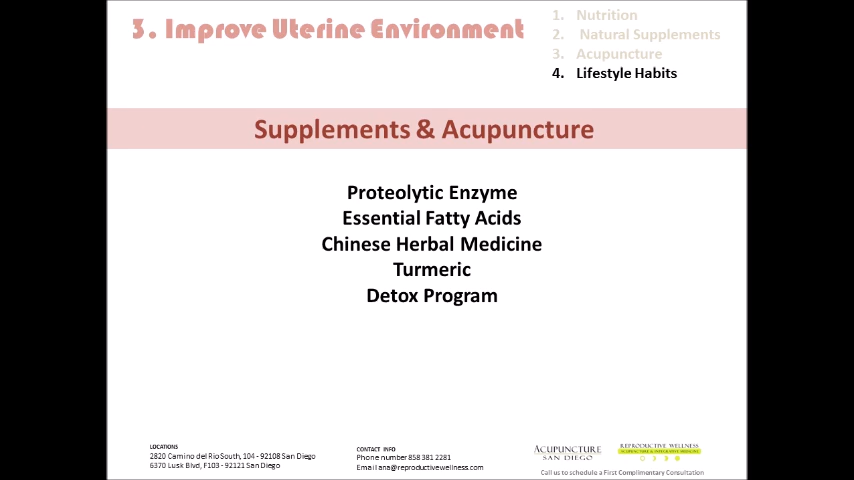 3. Improve Uterine Environment
1. Nutrition
2. Natural Supplements
3. Acupuncture
4. Lifestyle Habits
Supplements & Acupuncture
Proteolytic Enzyme
Essential Fatty Acids
Chinese Herbal Medicine
Turmeric
Detox Program
LOCATIONS
2820 Camino del Rio South, 104 - 92108 San Diego
6370 Lusk Blvd, F103 - 92121 San Diego
CONTACT INFO
Phone number 858 381 2281
Email ana@reproductivewellness.com
ACUPUNCTURE
SAN DIEGO
REPRODUCTIVE WELLNESS
ACUPUNCTURE & INTEGRATIVE MEDICINE
Call us to schedule a First Complimentary Consultation